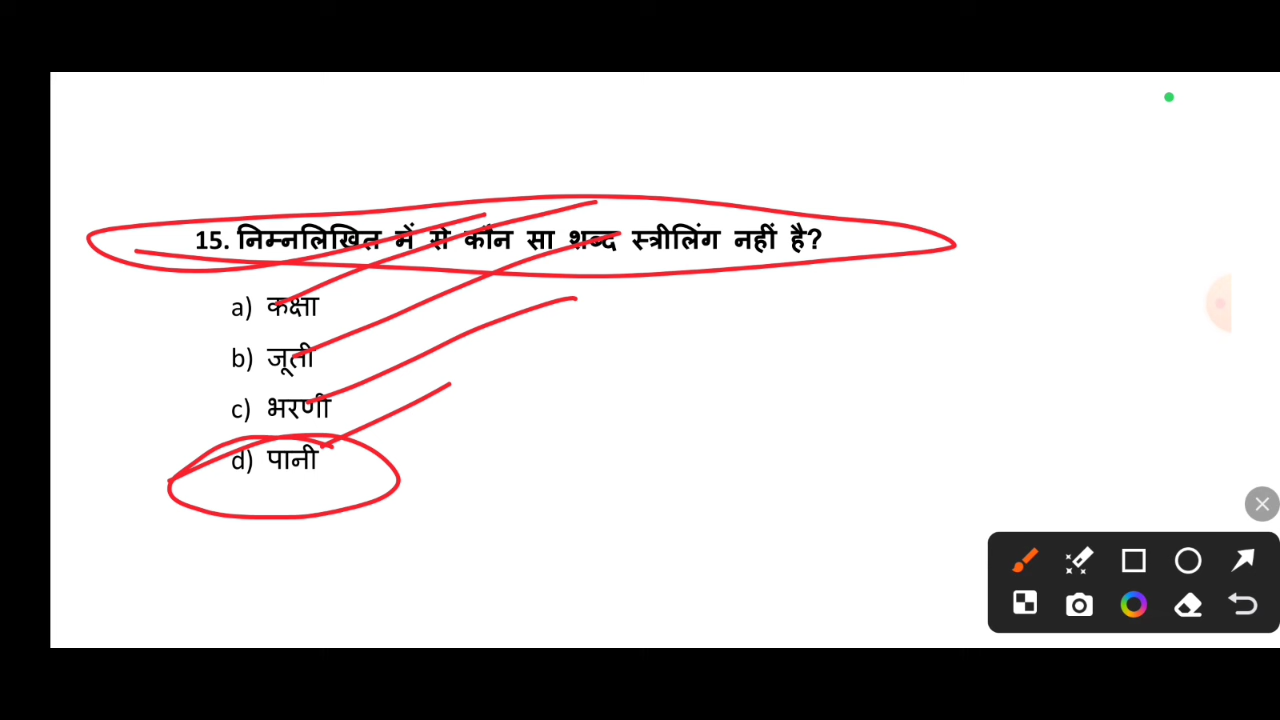 15. निम्नलिखित में से कौन सा शब्द स्त्रीलिंग नहीं है?
a) कक्षा
b) जूती
c) भरणी
d) पानी